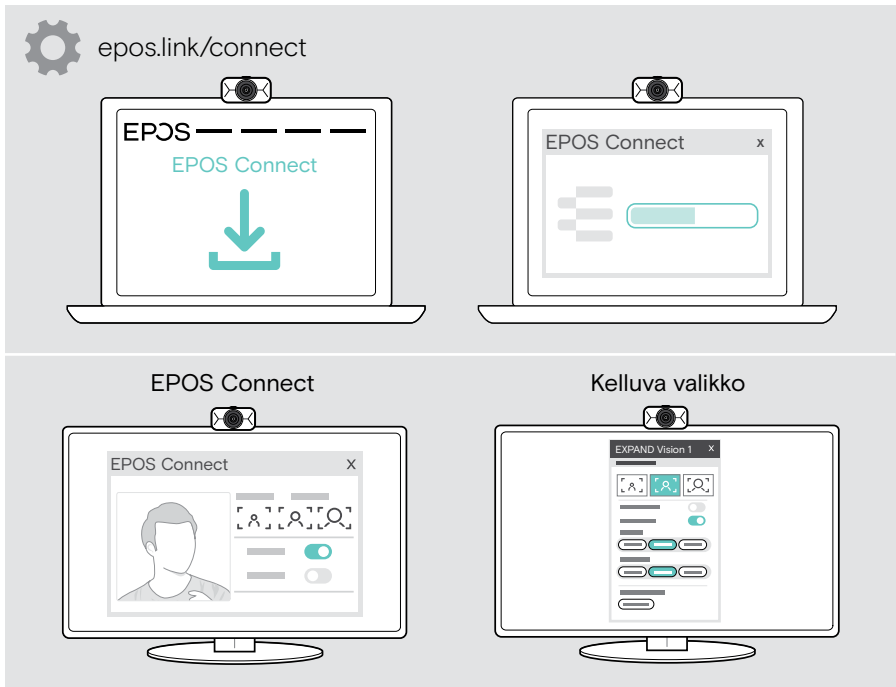 epos.link/connect
EPOS
EPOS Connect
EPOS Connect x
EPOS Connect
Kelluva valikko
EPOS Connect x
EXPAND Vision 1 x